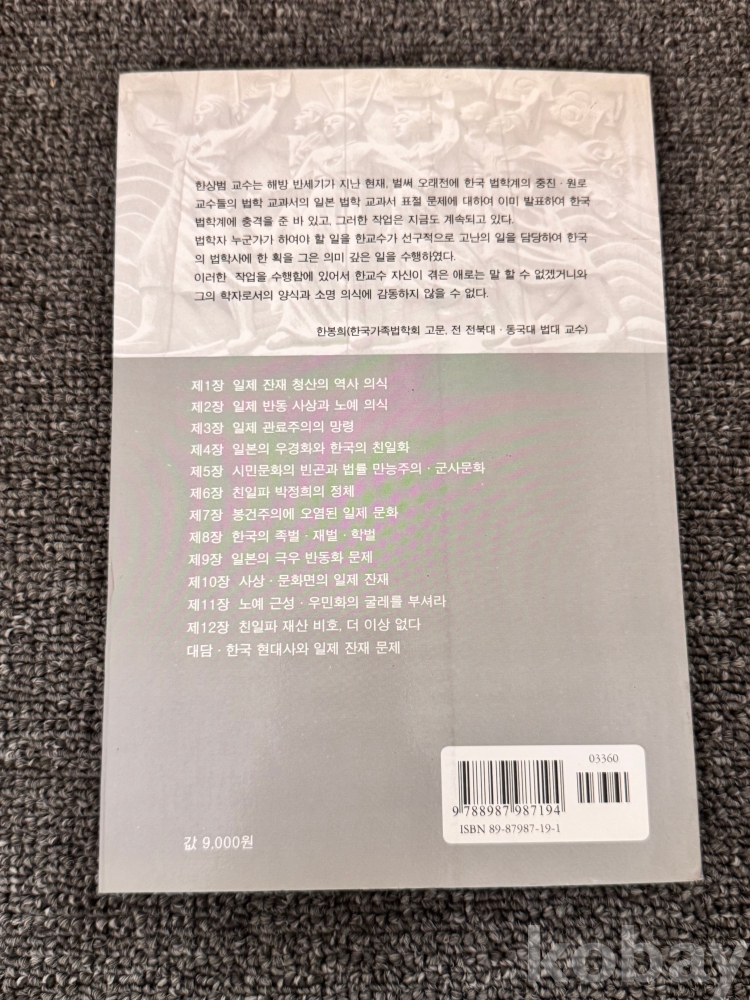 한상범 교수는 해방 반세기가 지난 현재, 벌써 오래전에 한국 법학계의 중진 · 원로
교수들의 법학 교과서의 일본 법학 교과서 표절 문제에 대하여 이미 발표하여 한국
법학계에 충격을 준 바 있고, 그러한 작업은 지금도 계속되고 있다.
법학자 누군가가 하여야 할 일을 한교수가 선구적으로 고난의 일을 담당하여 한국
의 법학사에 한 획을 그은 의미 깊은 일을 수행하였다.
이러한 작업을 수행함에 있어서 한교수 자신이 겪은 애로는 말 할 수 없겠거니와
그의 학자로서의 양식과 소명 의식에 감동하지 않을 수 없다.
한봉희(한국가족법학회 고문, 전 전북대 · 동국대 법대 교수)
제1장 일제 잔재 청산의 역사 의식
제2장 일제 반동 사상과 노예 의식
제3장 일제 관료주의의 망령
제4장 일본의 우경화와 한국의 친일화
제5장 시민문화의 빈곤과 법률 만능주의 · 군사문화
제6장 친일파 박정희의 정체
제7장 봉건주의에 오염된 일제 문화
제8장 한국의 족벌 · 재벌 · 학벌
제9장 일본의 극우 반동화 문제
제10장 사상 · 문화면의 일제 잔재
제11장 노예 근성 · 우민화의 굴레를 부셔라
제12장 친일파 재산 비호, 더 이상 없다
대담 · 한국 현대사와 일제 잔재 문제
03360
9 788987 987194
ISBN 89-87987-19-1
값 9,000원
kobay